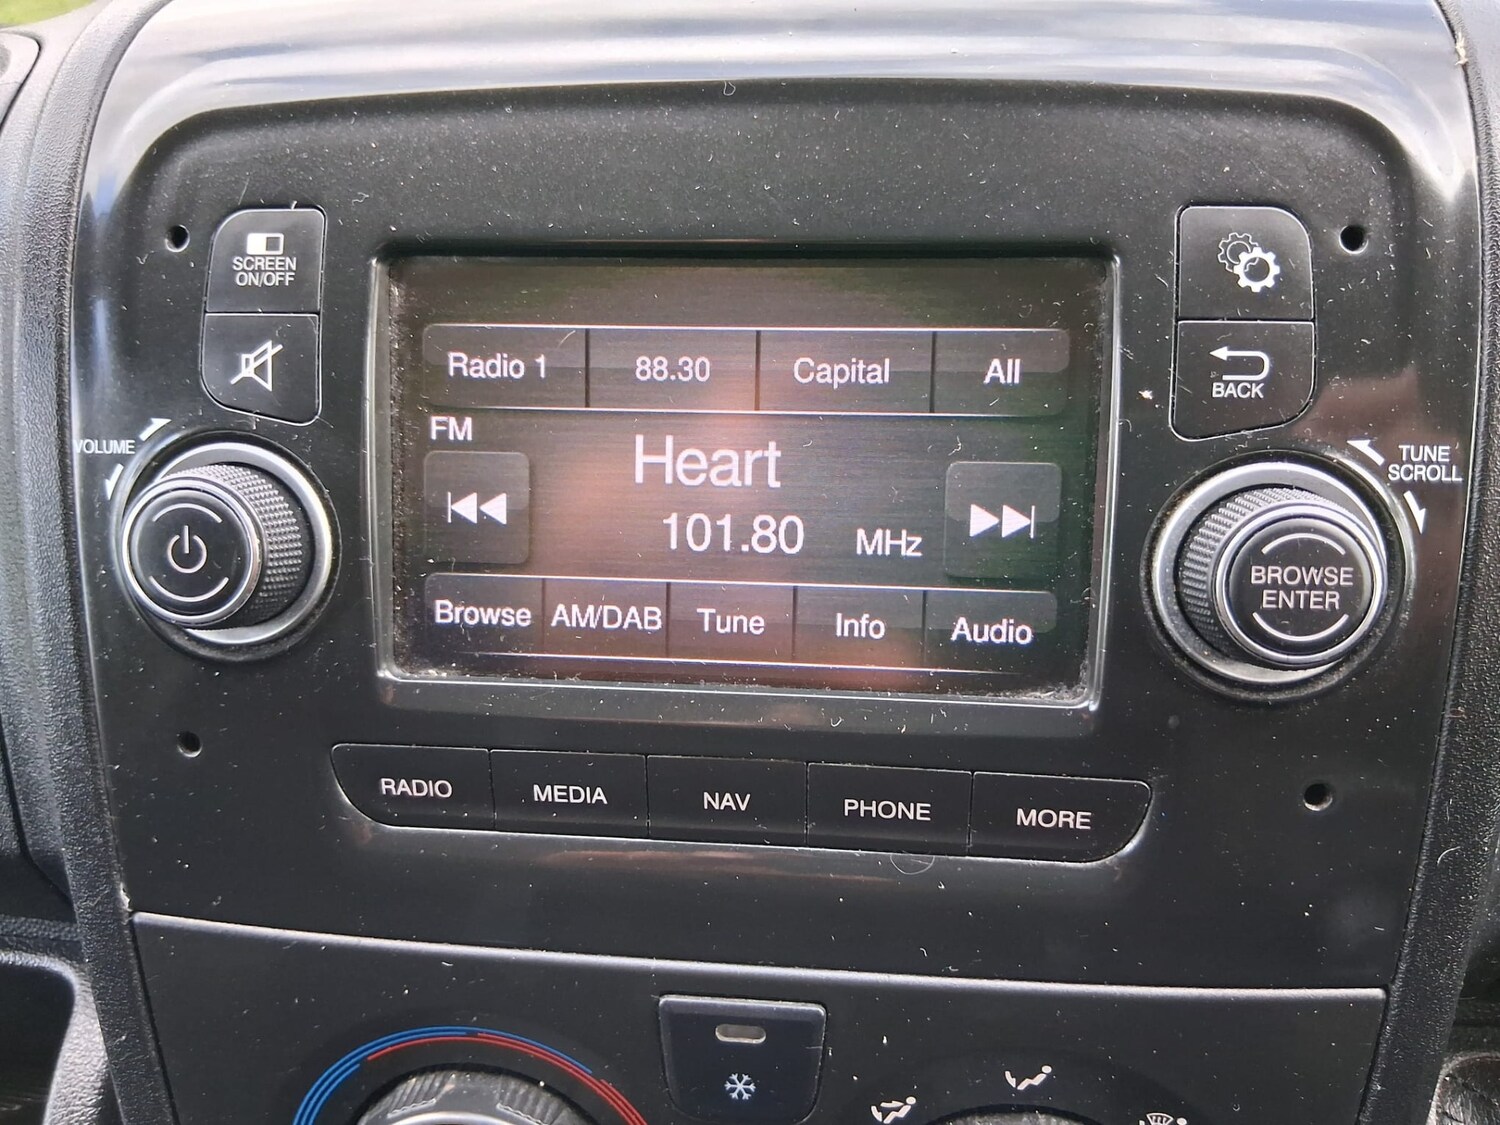 SCREEN
ON/OFF
VOLUME
Radio 1 88.30 Capital All
FM
Heart
101.80 MHz
Browse AM/DAB Tune Info Audio
BACK
TUNE
SCROLL
BROWSE
ENTER
RADIO MEDIA NAV PHONE MORE